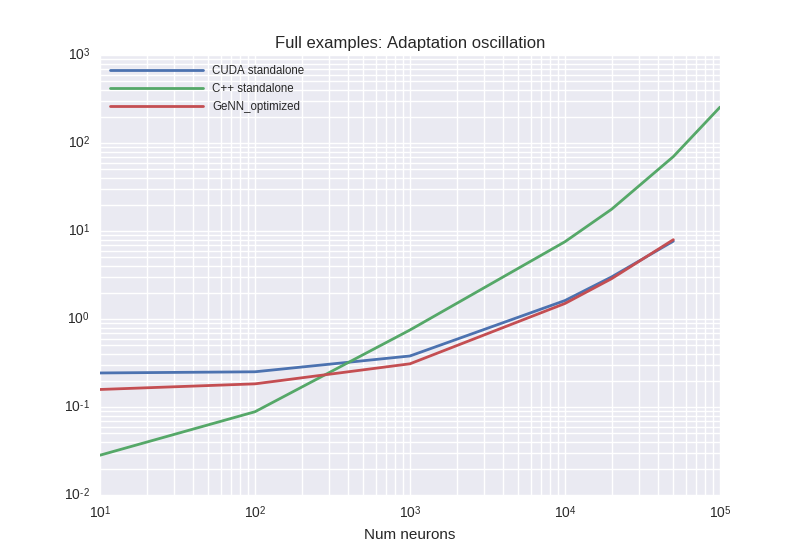 Full examples: Adaptation oscillation
10³
10²
10¹
10⁰
10⁻¹
10⁻²
CUDA standalone
C++ standalone
GeNN_optimized
10¹ 10² 10³ 10⁴ 10⁵
Num neurons